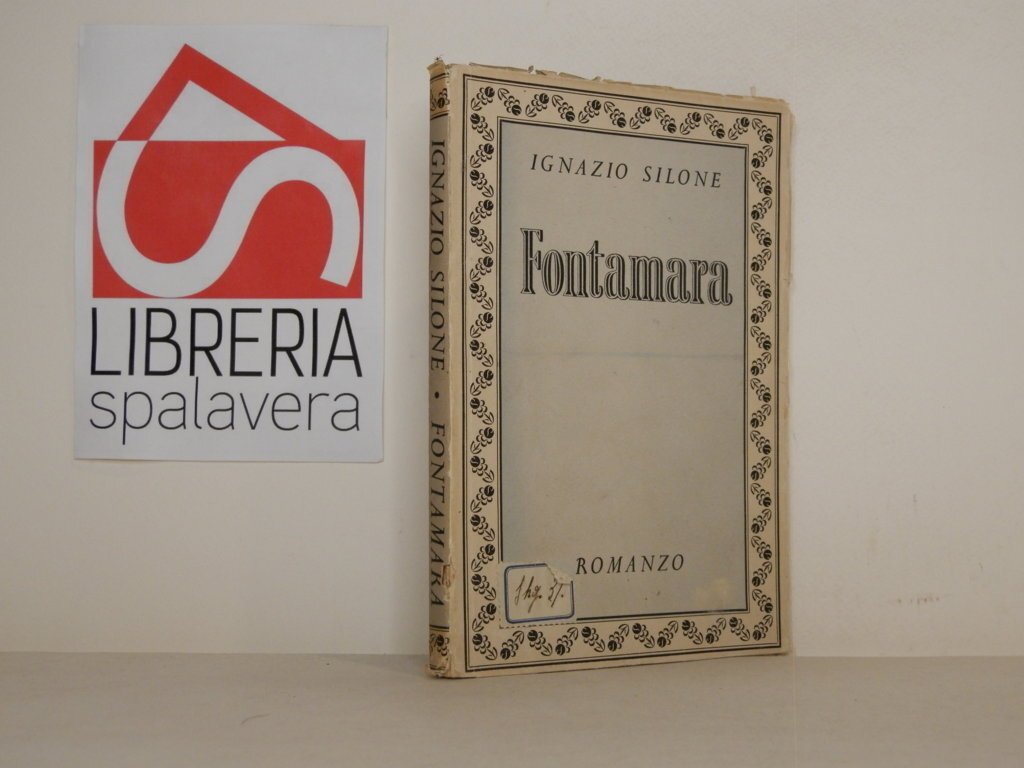 LIBRERIA
spalavera
IGNAZIO SILONE • FONTAMARA
IGNAZIO SILONE
Fontamara
ROMANZO